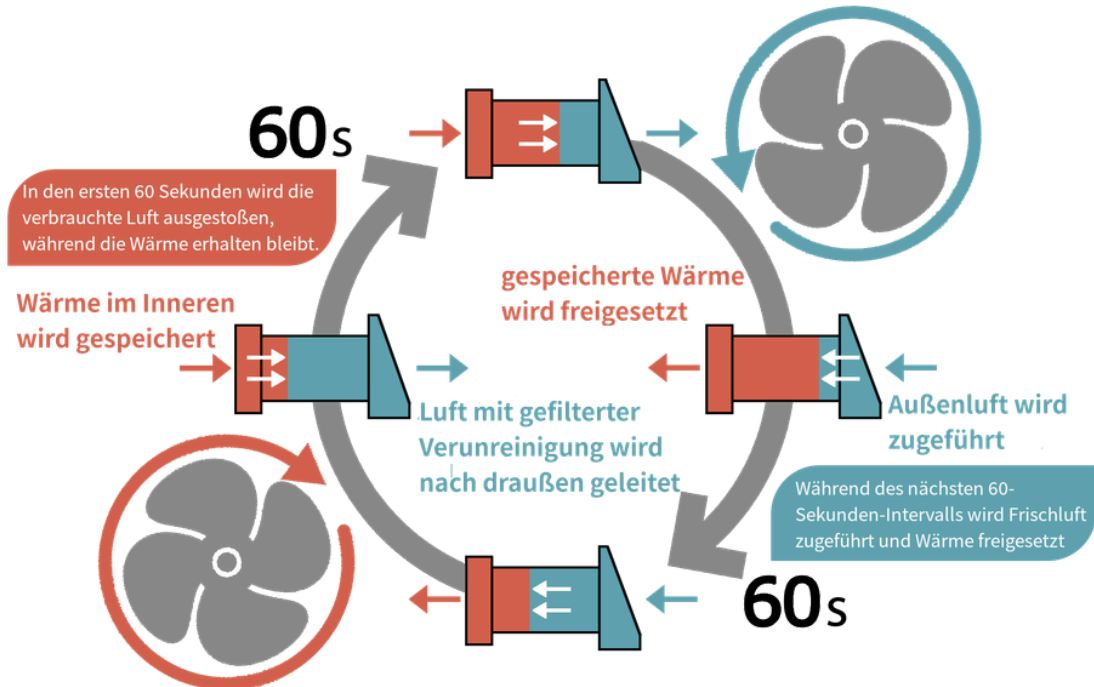 60s
In den ersten 60 Sekunden wird die
verbrauchte Luft ausgestoßen,
während die Wärme erhalten bleibt.
Wärme im Inneren
wird gespeichert
gespeicherte Wärme
wird freigesetzt
Luft mit gefilterter
Verunreinigung wird
nach draußen geleitet
Außenluft wird
zugeführt
Während des nächsten 60-
Sekunden-Intervalls wird Frischluft
zugeführt und Wärme freigesetzt
60s